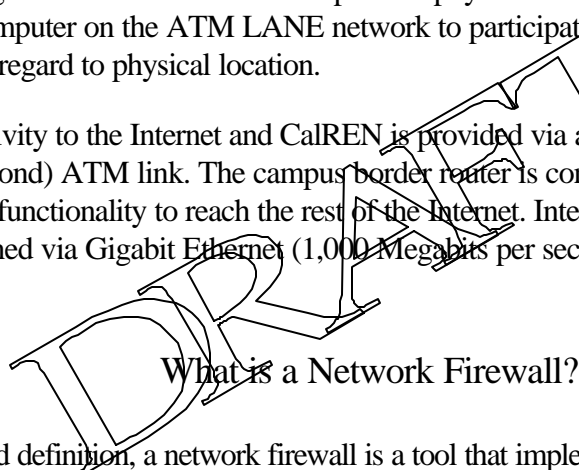 mputer on the ATM LANE network to participat
regard to physical location.
ivity to the Internet and CalREN is provided via a
ond) ATM link. The campus border router is con
functionality to reach the rest of the Internet. Inte
ned via Gigabit Ethernet (1,000 Megabits per sec
DRAFT
What is a Network Firewall?
d definition, a network firewall is a tool that imple